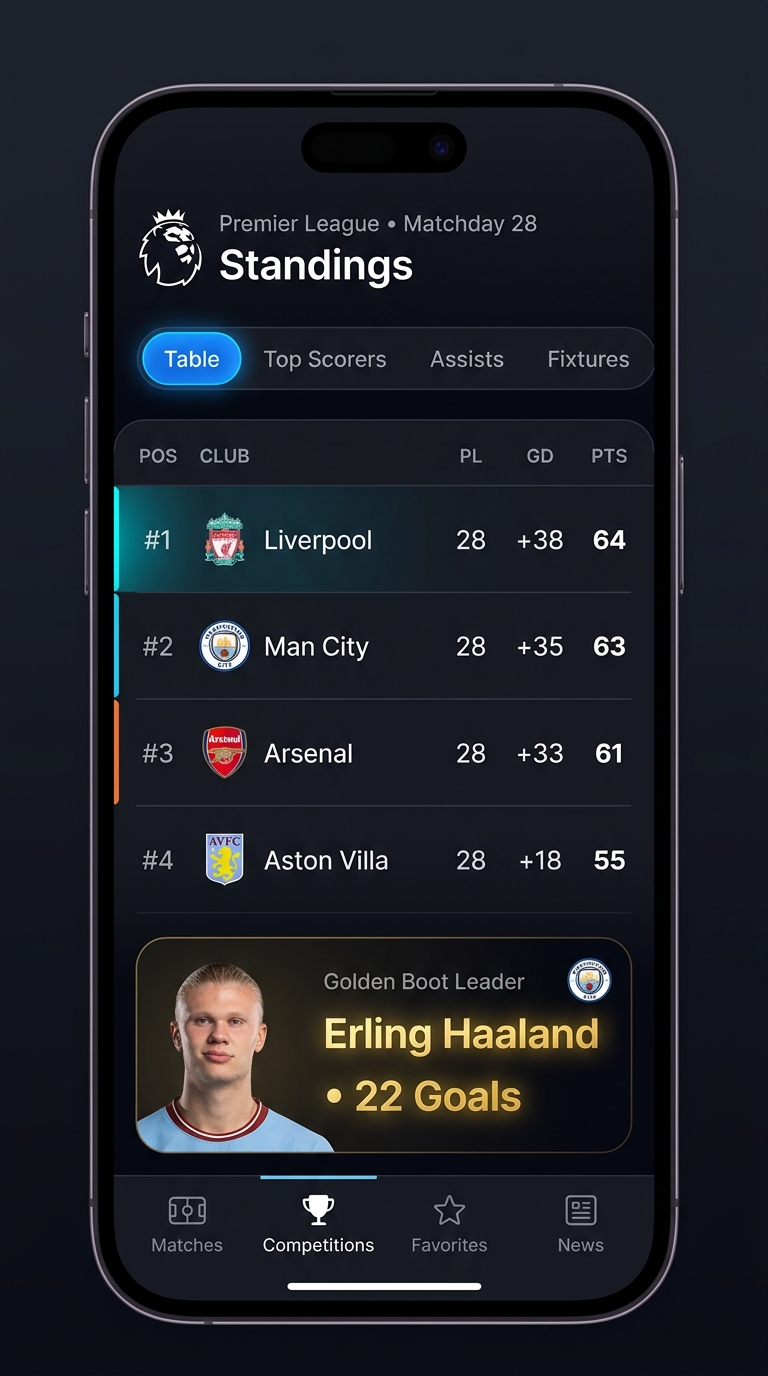 Premier League • Matchday 28
Standings
Table Top Scorers Assists Fixtures
POS CLUB PL GD PTS
#1 Liverpool 28 +38 64
#2 Man City 28 +35 63
#3 Arsenal 28 +33 61
AVFC
#4 Aston Villa 28 +18 55
Golden Boot Leader
Erling Haaland
• 22 Goals
Matches Competitions Favorites News